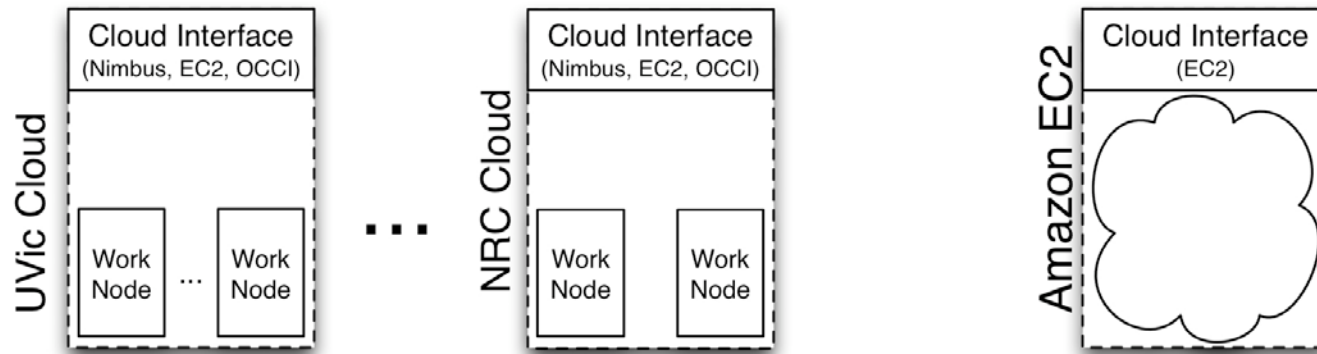 UVic Cloud
Cloud Interface
(Nimbus, EC2, OCCI)
Work
Node
...
Work
Node
...
NRC Cloud
Cloud Interface
(Nimbus, EC2, OCCI)
Work
Node
Work
Node
Amazon EC2
Cloud Interface
(EC2)